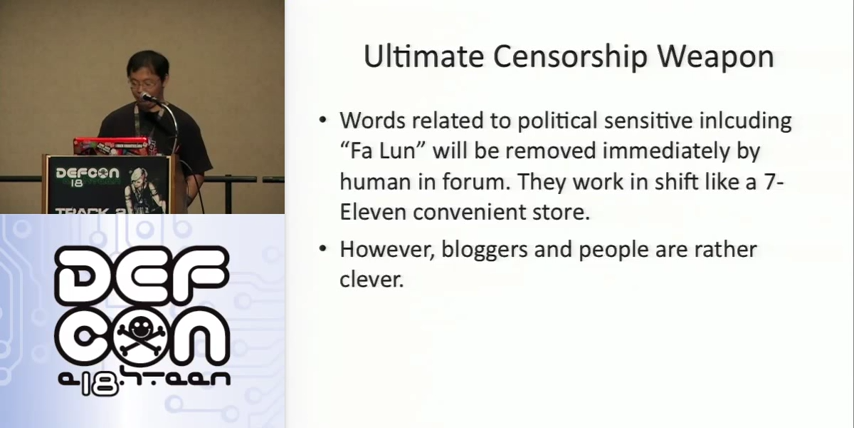 Ultimate Censorship Weapon
• Words related to political sensitive inlcuding
“Fa Lun” will be removed immediately by
human in forum. They work in shift like a 7-
Eleven convenient store.
• However, bloggers and people are rather
clever.
DEFCON
18
TRACK
DEF
CON